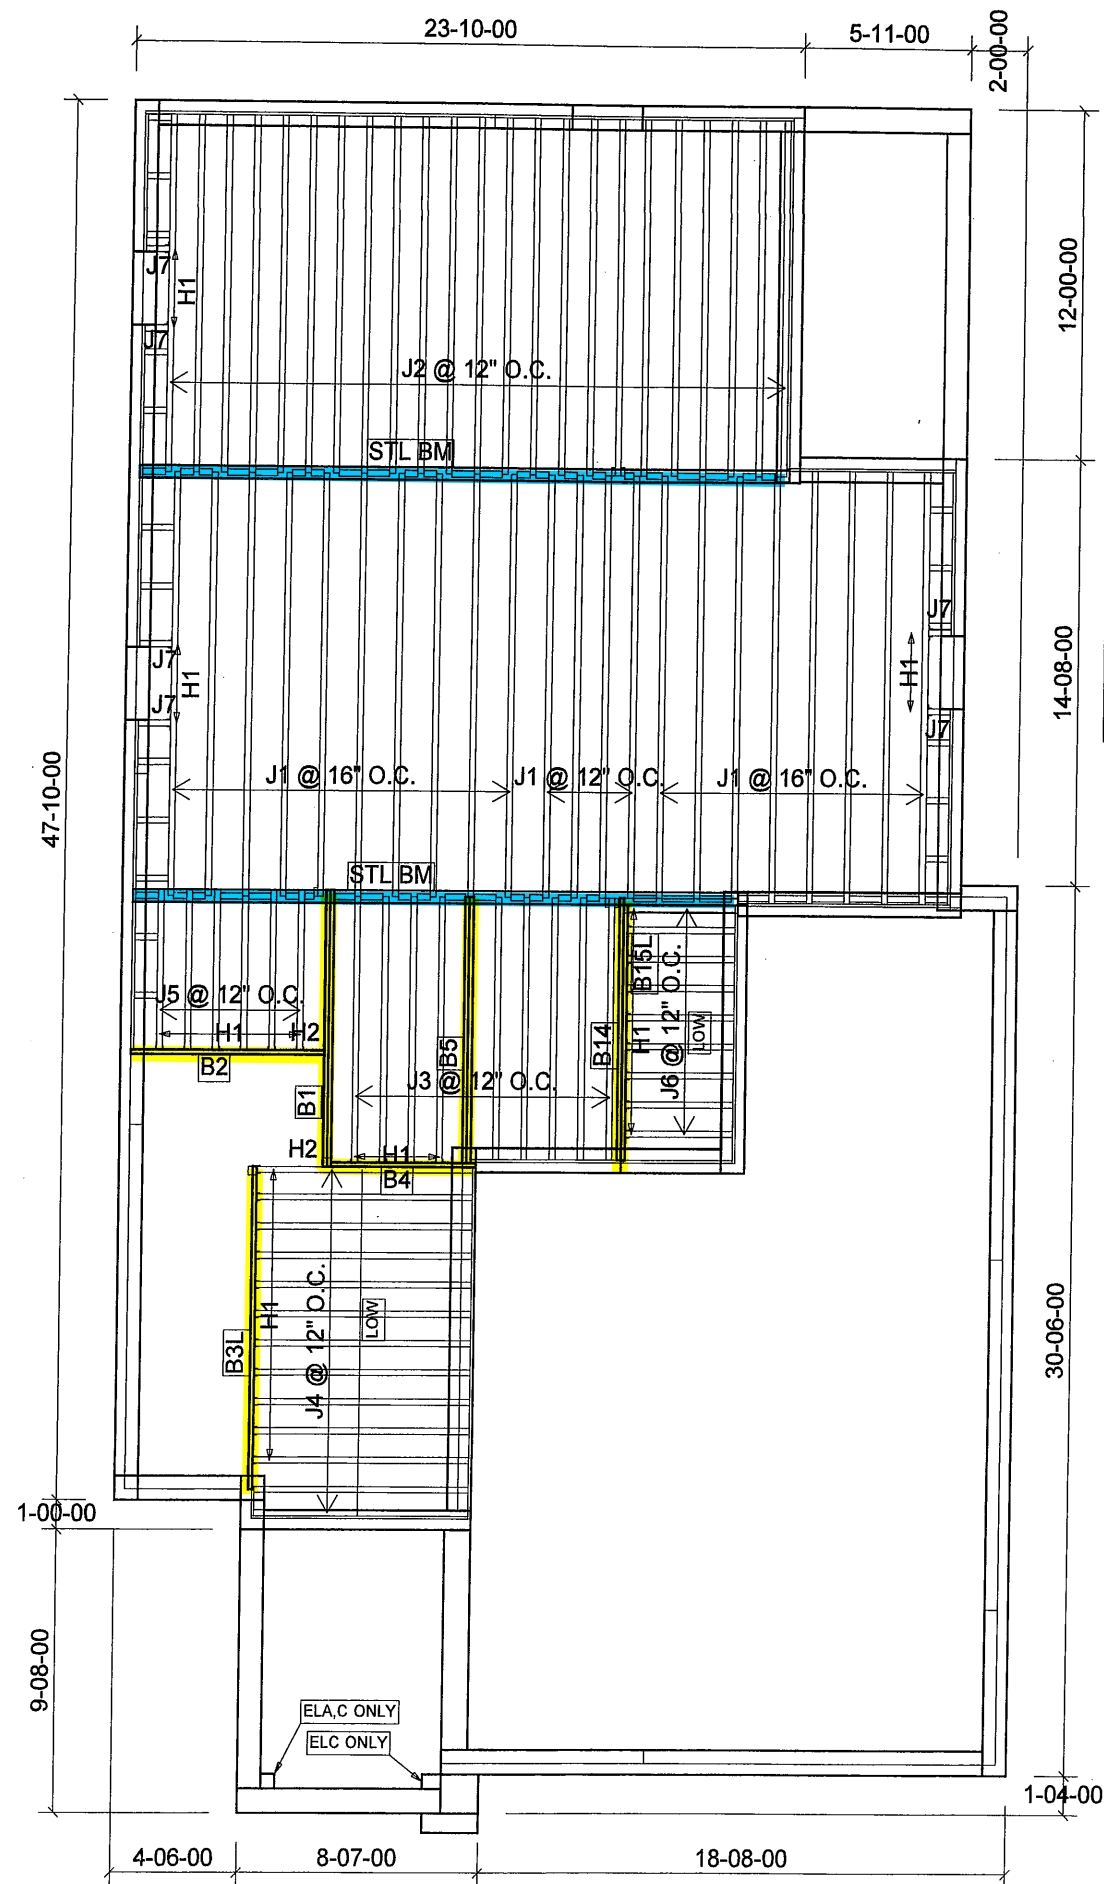 23-10-00
5-11-00
2-00-00
J7
H1
J7
12-00-00
J2 @ 12" O.C.
STL BM
J7
J7
H1
H1
J7
J7
14-08-00
47-10-00
J1 @ 16" O.C.
J1 @ 12" O.C.
J1 @ 16" O.C.
STL BM
B15L
J5 @ 12" O.C.
H1
H2
B2
B1
B5
J3 @ 12" O.C.
B14
H1
J6 @ 12" O.C.
LOW
H2
H1
B4
H1
J4 @ 12" O.C.
LOW
B3L
30-06-00
1-00-00
9-08-00
ELA,C ONLY
ELC ONLY
1-04-00
4-06-00
8-07-00
18-08-00